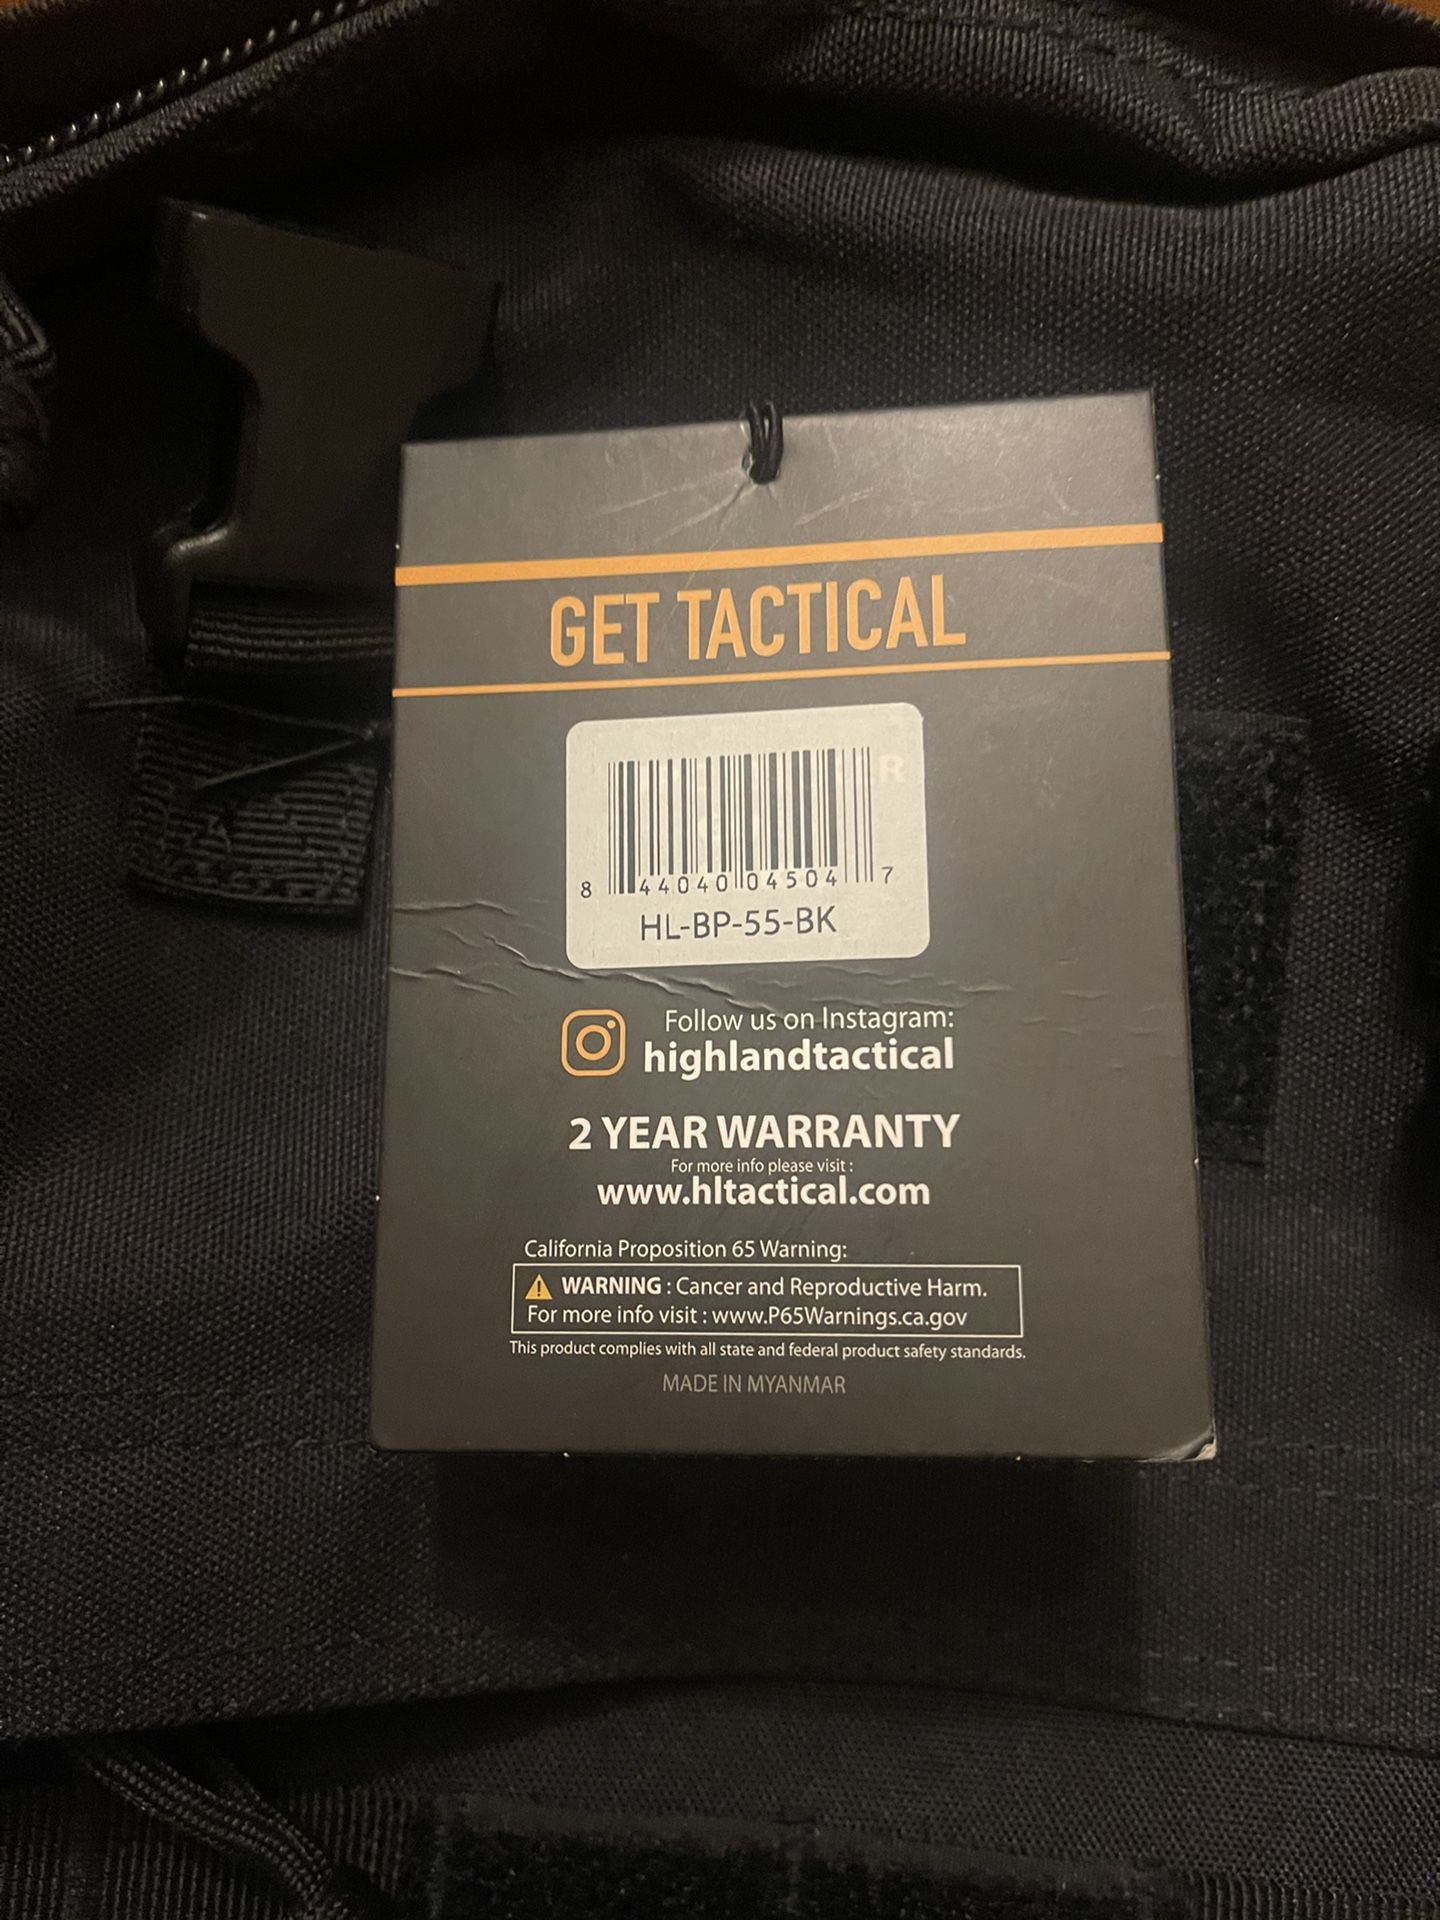 GET TACTICAL
R
8 44040 04504 7
HL-BP-55-BK
Follow us on Instagram:
highlandtactical
2 YEAR WARRANTY
For more info please visit :
www.hltactical.com
California Proposition 65 Warning:
WARNING : Cancer and Reproductive Harm.
For more info visit : www.P65Warnings.ca.gov
This product complies with all state and federal product safety standards.
MADE IN MYANMAR